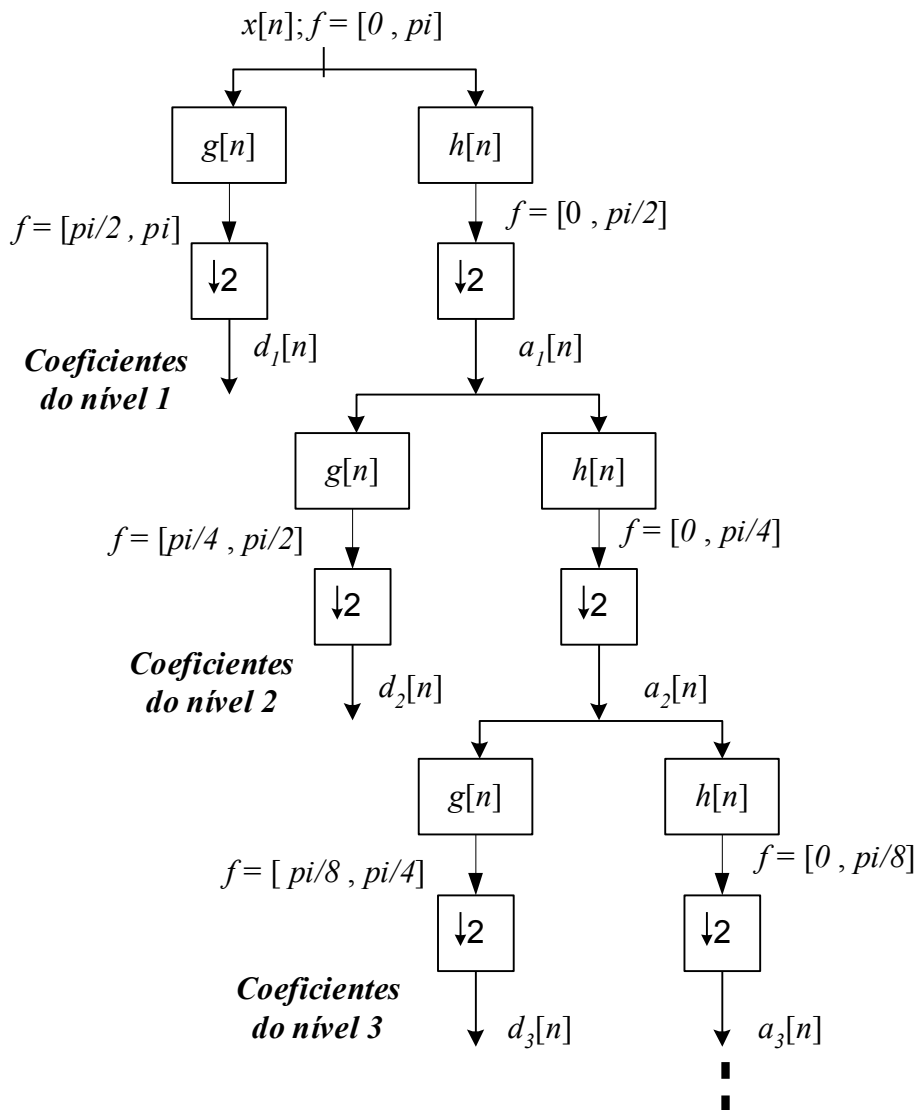 x[n]; f = [0 , pi]
g[n]
h[n]
f = [pi/2 , pi]
f = [0 , pi/2]
↓2
↓2
d1[n]
a1[n]
Coeficientes
do nível 1
g[n]
h[n]
f = [pi/4 , pi/2]
f = [0 , pi/4]
↓2
↓2
Coeficientes
do nível 2
d2[n]
a2[n]
g[n]
h[n]
f = [ pi/8 , pi/4]
f = [0 , pi/8]
↓2
↓2
Coeficientes
do nível 3
d3[n]
a3[n]